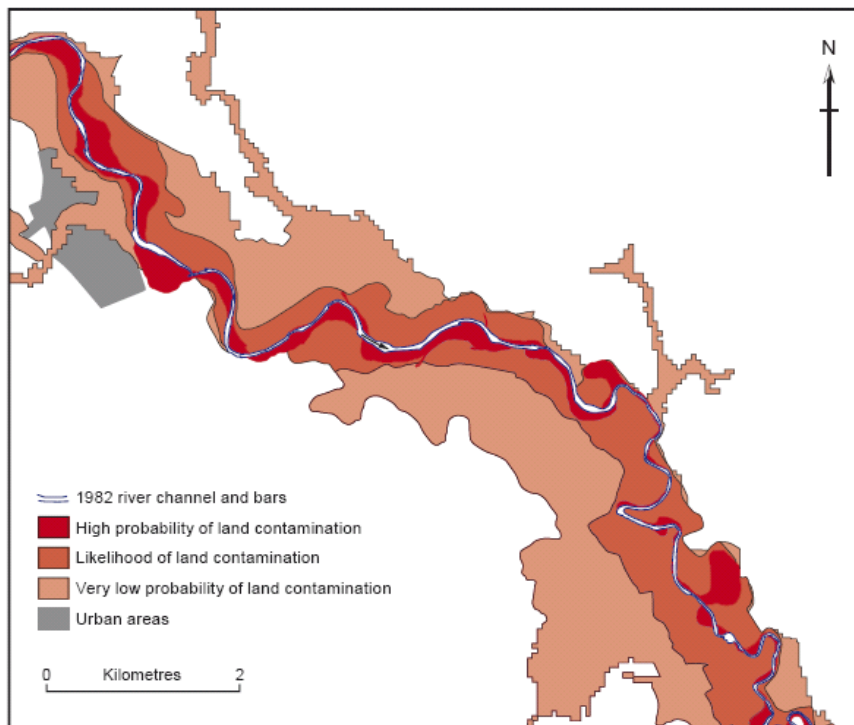 N
1982 river channel and bars
High probability of land contamination
Likelihood of land contamination
Very low probability of land contamination
Urban areas
0 Kilometres 2